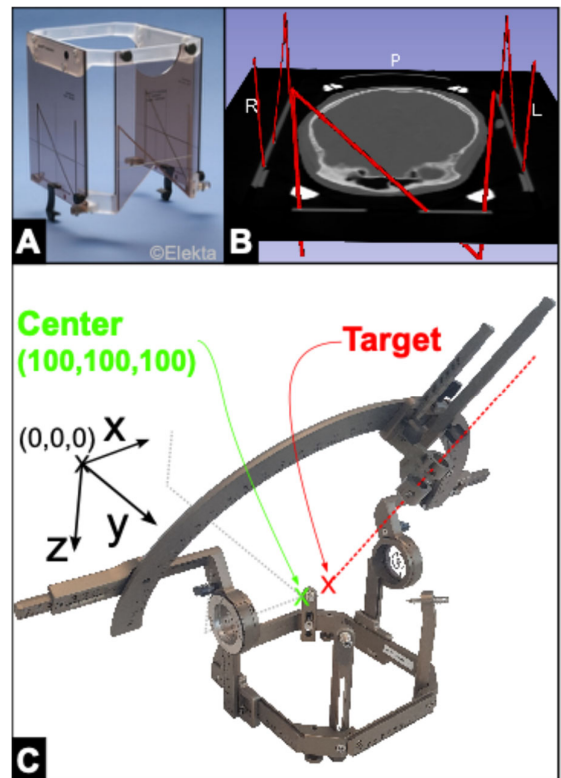 A
©Elekta
R
P
L
B
Center
(100,100,100)
Target
(0,0,0)
x
y
z
C